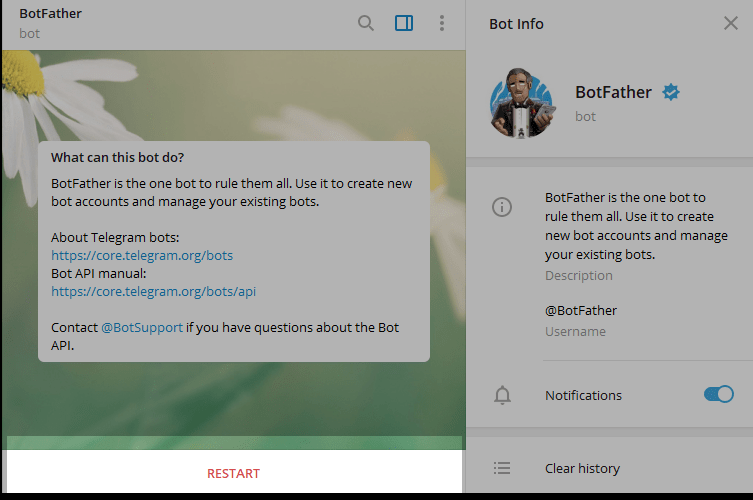 BotFather
bot
What can this bot do?
BotFather is the one bot to rule them all. Use it to create new
bot accounts and manage your existing bots.
About Telegram bots:
https://core.telegram.org/bots
Bot API manual:
https://core.telegram.org/bots/api
Contact @BotSupport if you have questions about the Bot
API.
RESTART
Bot Info
BotFather
bot
BotFather is the one bot to
rule them all. Use it to create
new bot accounts and manage
your existing bots.
Description
@BotFather
Username
Notifications
Clear history